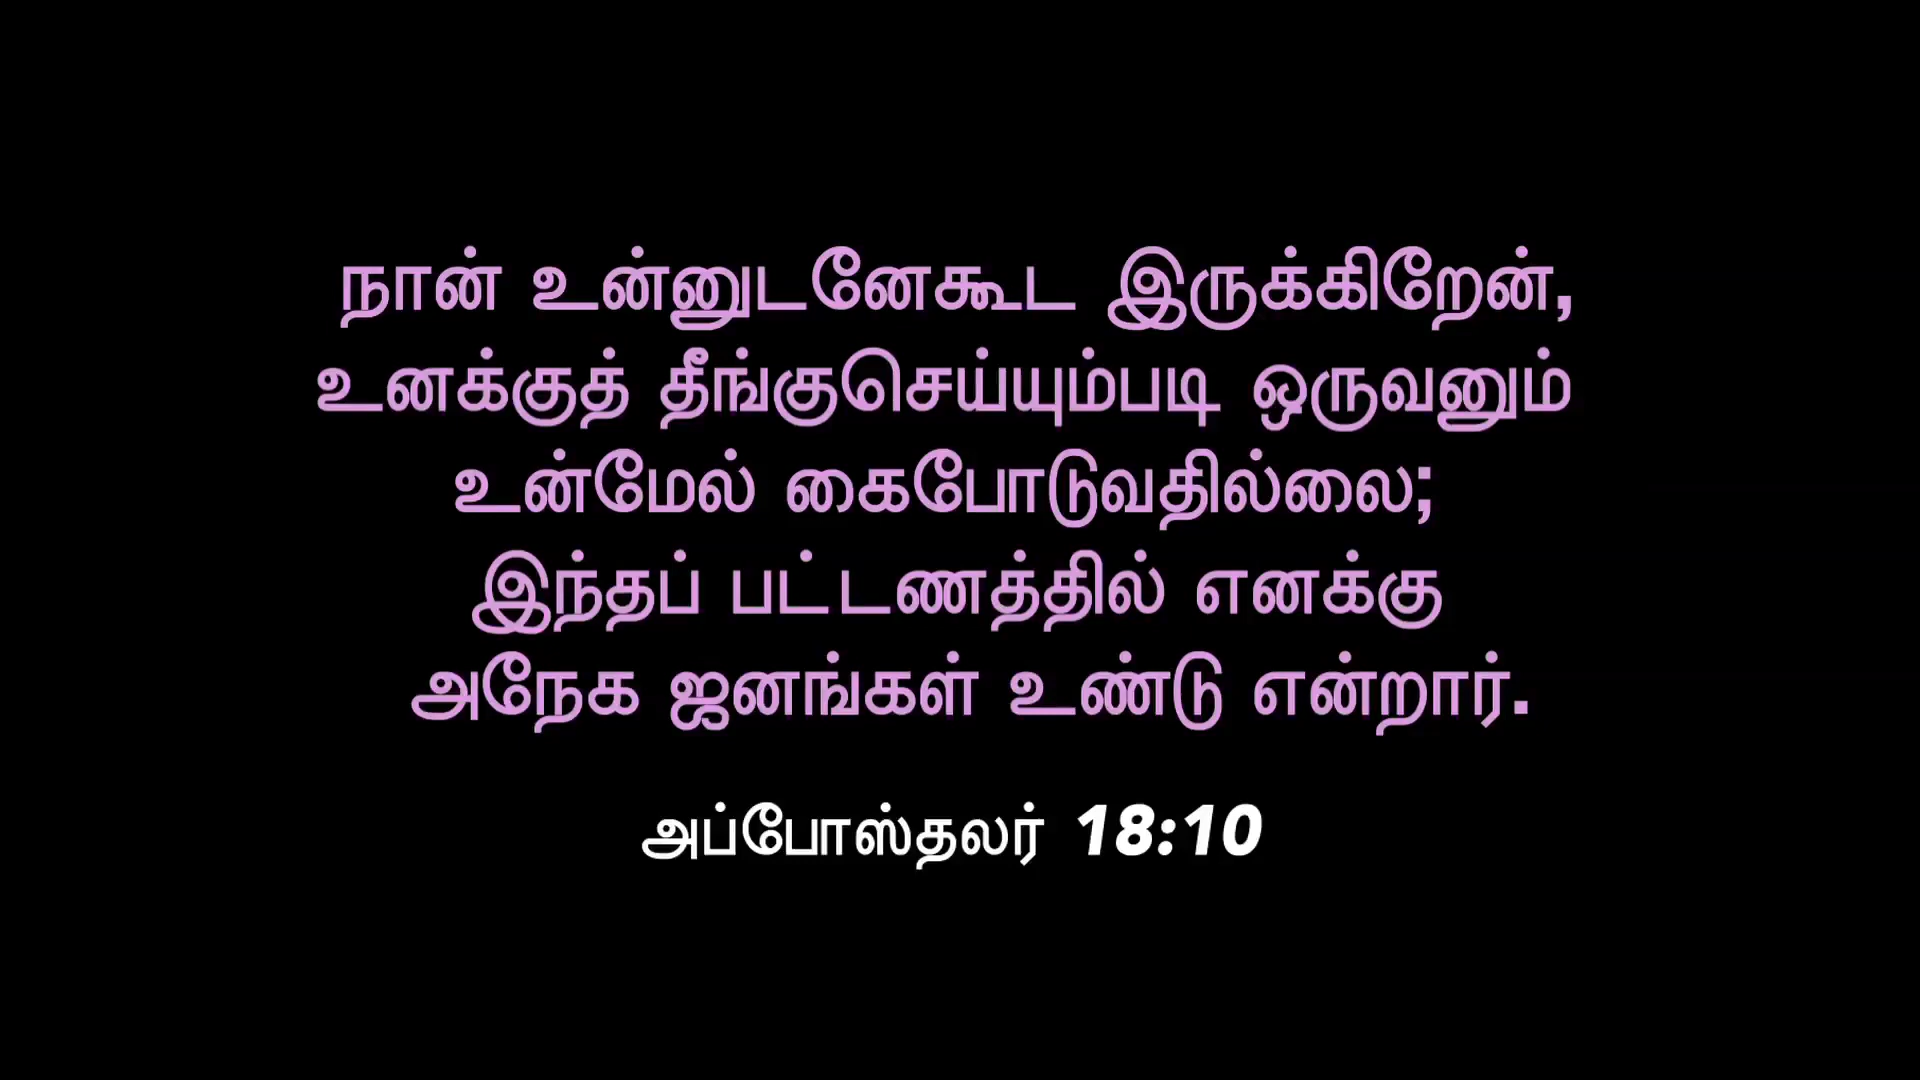 நான் உன்னுடனேகூட இருக்கிறேன்,
உனக்குத் தீங்குசெய்யும்படி ஒருவனும்
உன்மேல் கைபோடுவதில்லை;
இந்தப் பட்டணத்தில் எனக்கு
அநேக ஜனங்கள் உண்டு என்றார்.
அப்போஸ்தலர் 18:10